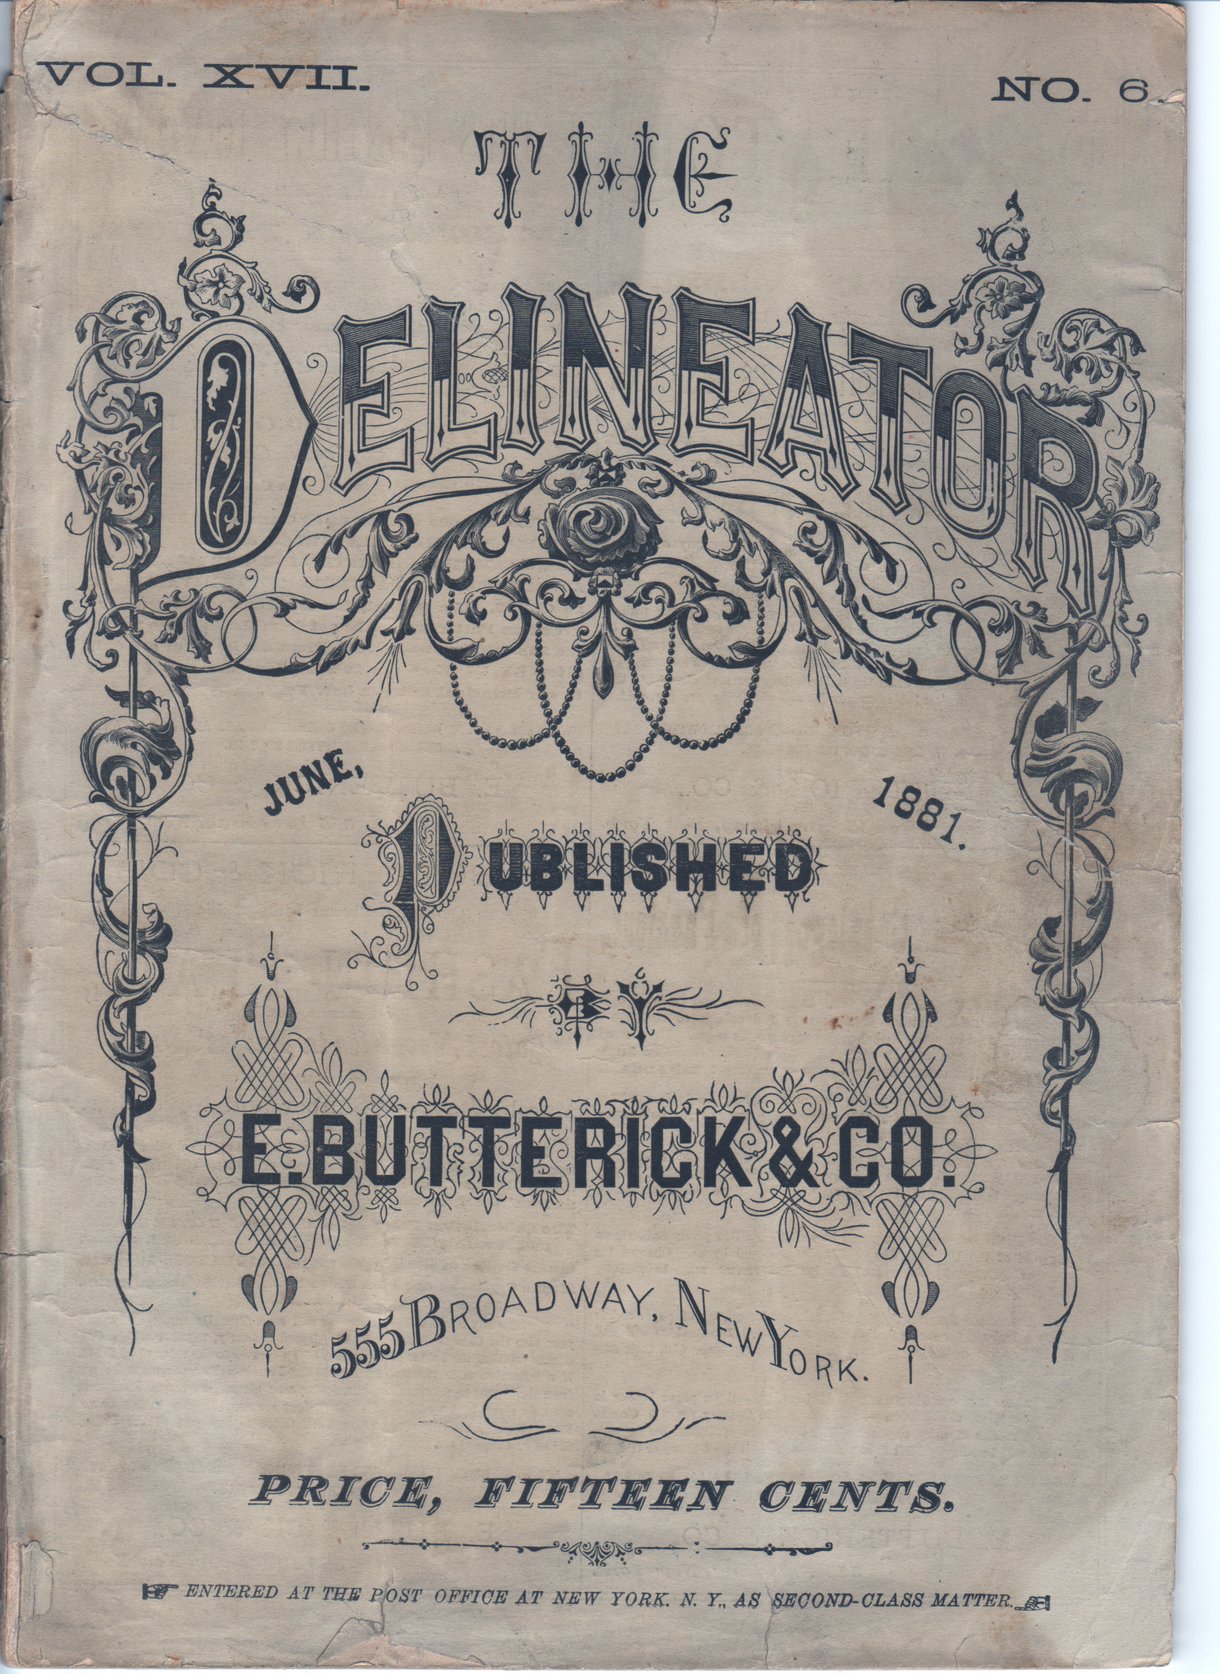 VOL. XVII.
NO. 6.
THE
DELINEATOR
JUNE,
1881.
PUBLISHED
BY
E. BUTTERICK & CO.
555 BROADWAY, NEW YORK.
PRICE, FIFTEEN CENTS.
ENTERED AT THE POST OFFICE AT NEW YORK. N. Y., AS SECOND-CLASS MATTER.